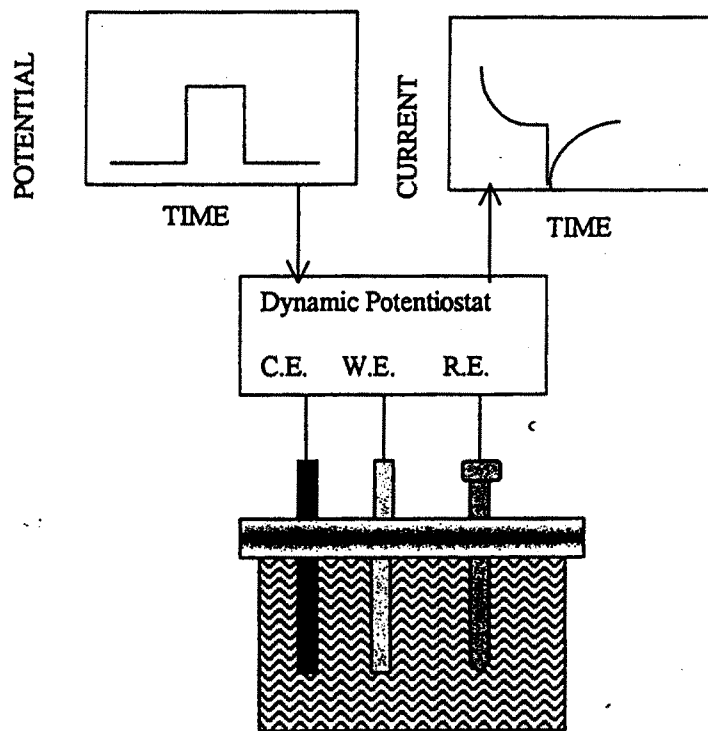 POTENTIAL
TIME
CURRENT
TIME
Dynamic Potentiostat
C.E. W.E. R.E.